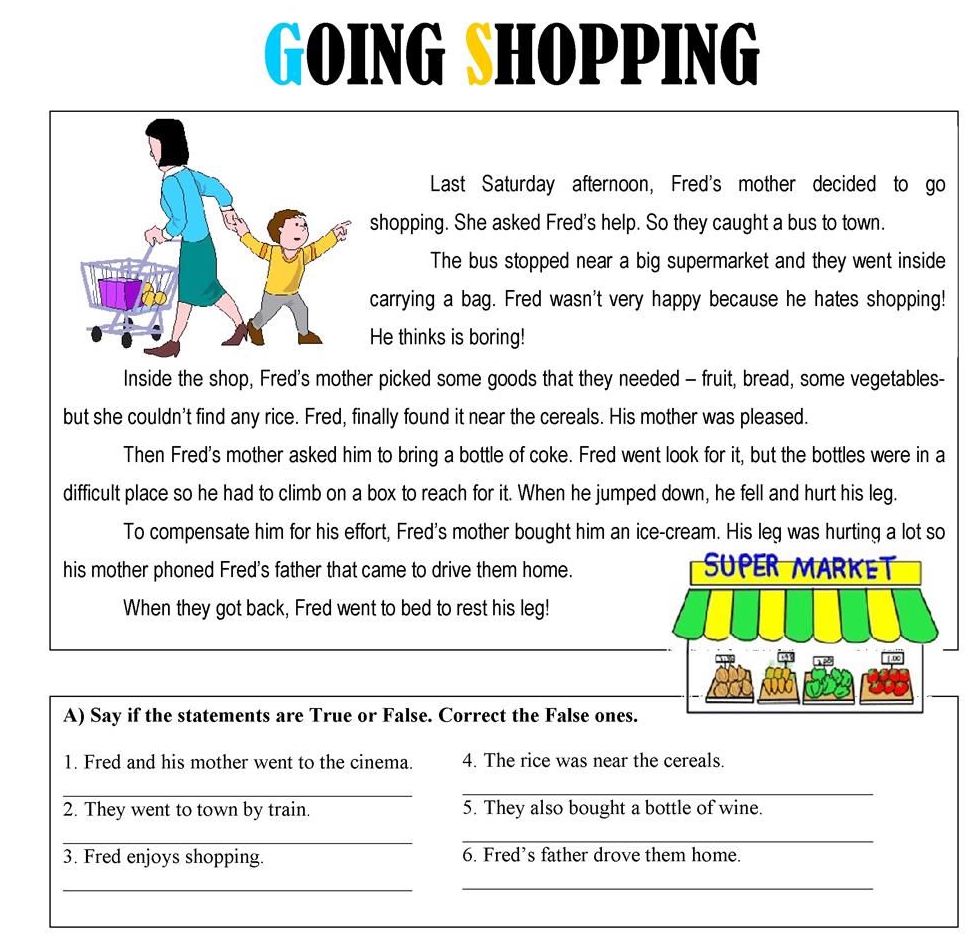 GOING SHOPPING
Last Saturday afternoon, Fred's mother decided to go
shopping. She asked Fred's help. So they caught a bus to town.
The bus stopped near a big supermarket and they went inside
carrying a bag. Fred wasn't very happy because he hates shopping!
He thinks is boring!
Inside the shop, Fred's mother picked some goods that they needed – fruit, bread, some vegetables-
but she couldn't find any rice. Fred, finally found it near the cereals. His mother was pleased.
Then Fred's mother asked him to bring a bottle of coke. Fred went look for it, but the bottles were in a
difficult place so he had to climb on a box to reach for it. When he jumped down, he fell and hurt his leg.
To compensate him for his effort, Fred's mother bought him an ice-cream. His leg was hurting a lot so
his mother phoned Fred's father that came to drive them home.
When they got back, Fred went to bed to rest his leg!
SUPER MARKET
1.00
A) Say if the statements are True or False. Correct the False ones.
1. Fred and his mother went to the cinema.
2. They went to town by train.
3. Fred enjoys shopping.
4. The rice was near the cereals.
5. They also bought a bottle of wine.
6. Fred's father drove them home.